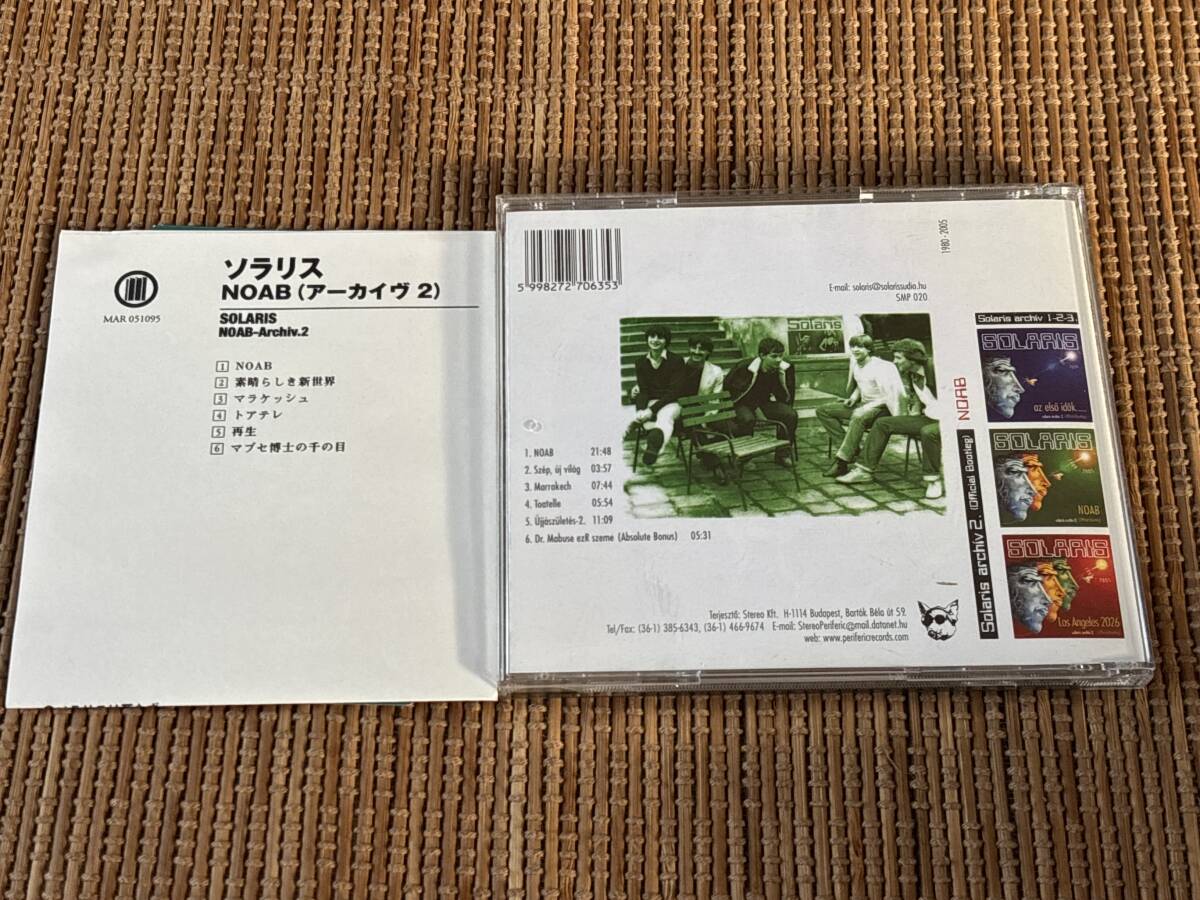 ソラリス
NOAB (アーカイヴ 2)
MAR 051095
SOLARIS
NOAB-Archiv.2
1 NOAB
2 素晴らしき新世界
3 マラケッシュ
4 トアテレ
5 再生
6 マブセ博士の千の目
5 998272 706353
1980 - 2005
E-mail: solaris@solarissudio.hu
SMP 020
Solaris
1. NOAB 21:48
2. Szép, új világ 03:57
3. Marrakech 07:44
4. Toatelle 05:54
5. Újjászületés-2. 11:09
6. Dr. Mabuse ezR szeme (Absolute Bonus) 05:31
Terjesztő: Stereo Kft. H-1114 Budapest, Bartók Béla út 59.
Tel/Fax: (36-1) 385-6343, (36-1) 466-9674 E-mail: StereoPeriferic@mail.datanet.hu
web: www.perifericrecords.com
NOAB
Solaris archív 2. (Official Bootleg)
Solaris archív 1-2-3.
SOLARIS
az első idők......
SOLARIS
NOAB
SOLARIS
Los Angeles 2026